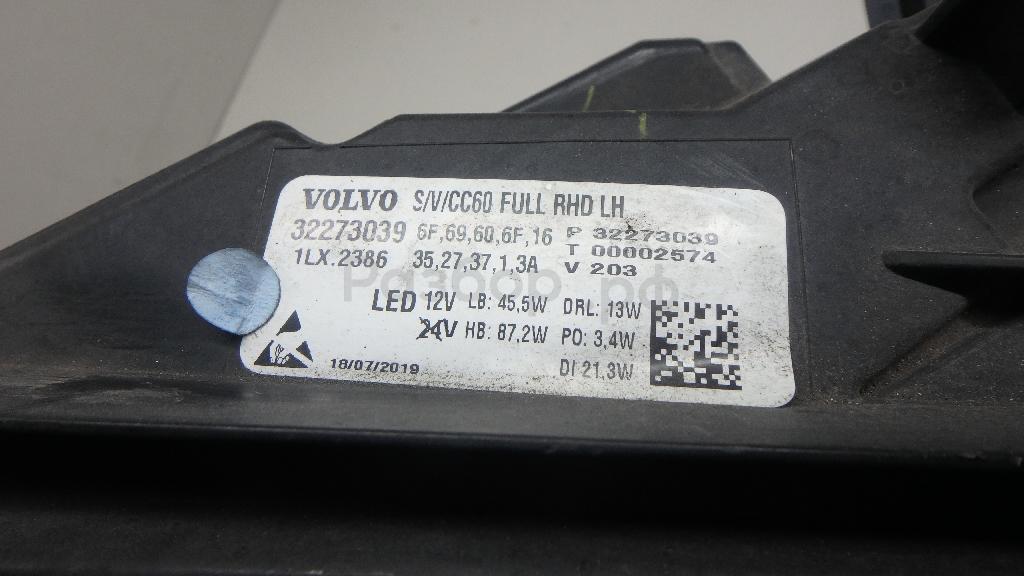 VOLVO S/V/CC60 FULL RHD LH
32273039 6F,69,60,6F,16 P 32273039
T 00002574
1LX.2386 35,27,37,1,3A V 203
Разбор.рф
LED 12V LB: 45,5W DRL: 13W
24V HB: 87,2W PO: 3,4W
18/07/2019 DI 21,3W